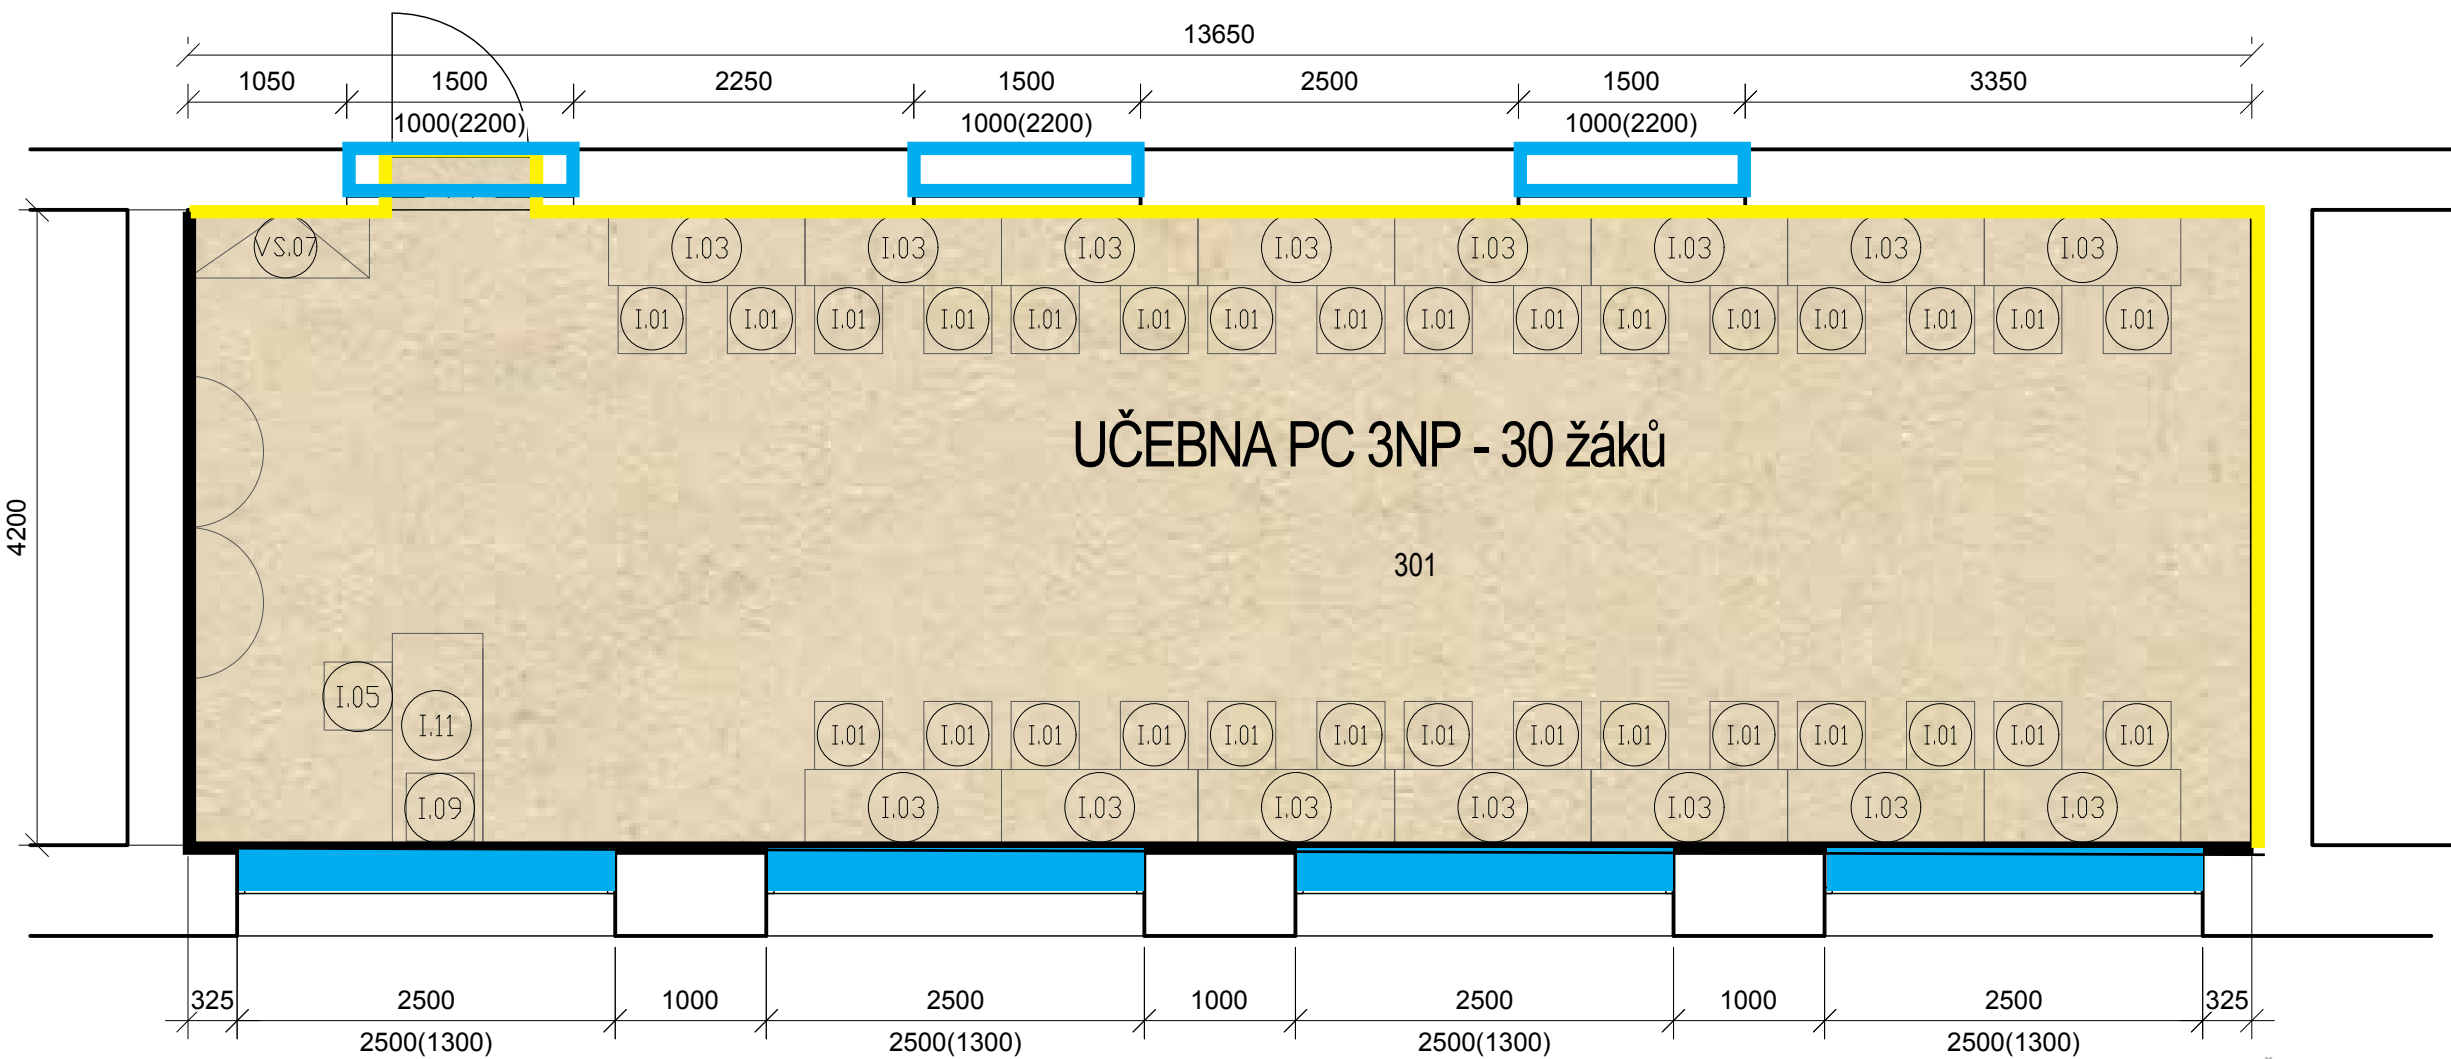 13650
1050 1500 2250 1500 2500 1500 3350
1000(2200) 1000(2200) 1000(2200)
VS.07 I.03 I.03 I.03 I.03 I.03 I.03 I.03 I.03
I.01 I.01 I.01 I.01 I.01 I.01 I.01 I.01 I.01 I.01 I.01 I.01 I.01 I.01 I.01 I.01
UČEBNA PC 3NP - 30 žáků
4200
301
I.05
I.11 I.01 I.01 I.01 I.01 I.01 I.01 I.01 I.01 I.01 I.01 I.01 I.01 I.01 I.01
I.09 I.03 I.03 I.03 I.03 I.03 I.03 I.03
325 2500 1000 2500 1000 2500 1000 2500 325
2500(1300) 2500(1300) 2500(1300) 2500(1300)